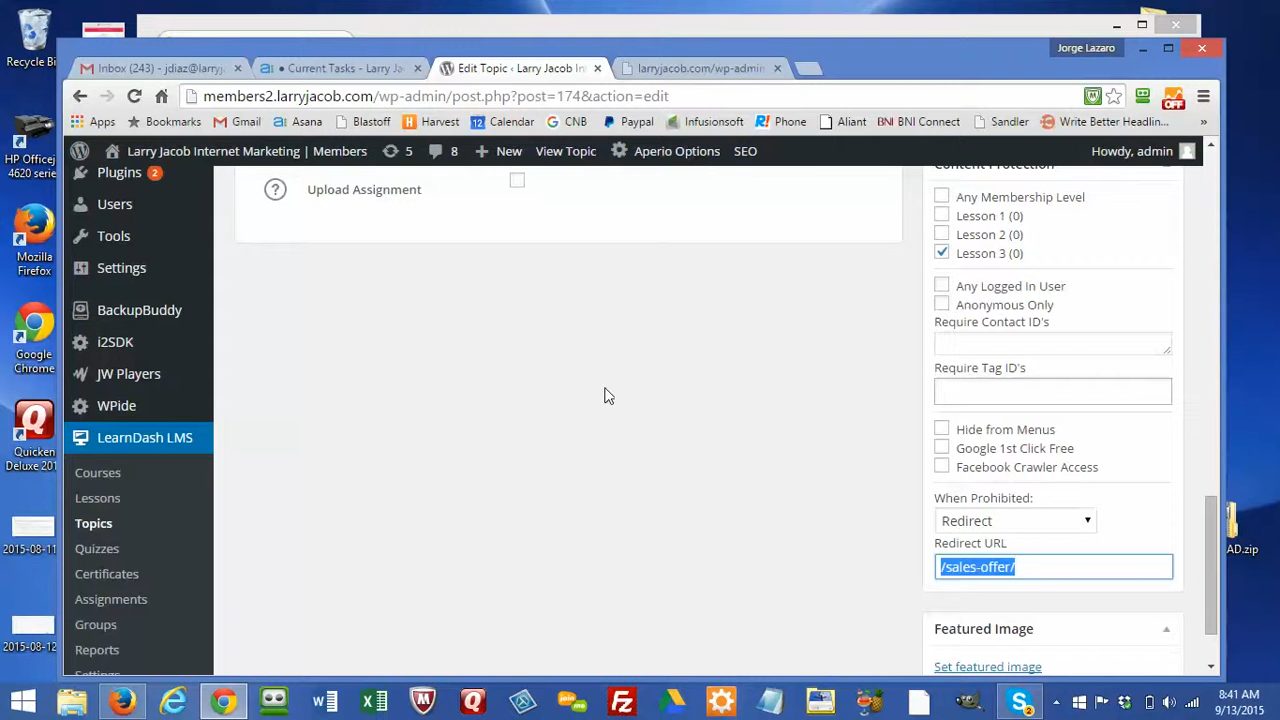 Recycle Bin
Jorge Lazaro
Inbox (243) - jdiaz@larryj
• Current Tasks - Larry Ja
Edit Topic ‹ Larry Jacob In
larryjacob.com/wp-admin
members2.larryjacob.com/wp-admin/post.php?post=174&action=edit
OFF
Apps
Bookmarks
Gmail
Asana
Blastoff
Harvest
12 Calendar
CNB
Paypal
Infusionsoft
R! Phone
Aliant
BNI BNI Connect
Sandler
Write Better Headlin...
»
Larry Jacob Internet Marketing | Members
5
8
New
View Topic
Aperio Options
SEO
Howdy, admin
HP Officej
4620 serie
Mozilla
Firefox
Google
Chrome
Quicken
Deluxe 201
2015-08-11
2015-08-12
Plugins 2
Users
Tools
Settings
BackupBuddy
i2SDK
JW Players
WPide
LearnDash LMS
Courses
Lessons
Topics
Quizzes
Certificates
Assignments
Groups
Reports
Settings
? Upload Assignment
Content Protection
Any Membership Level
Lesson 1 (0)
Lesson 2 (0)
Lesson 3 (0)
Any Logged In User
Anonymous Only
Require Contact ID's
Require Tag ID's
Hide from Menus
Google 1st Click Free
Facebook Crawler Access
When Prohibited:
Redirect
Redirect URL
/sales-offer/
Featured Image
Set featured image
AD.zip
8:41 AM
9/13/2015